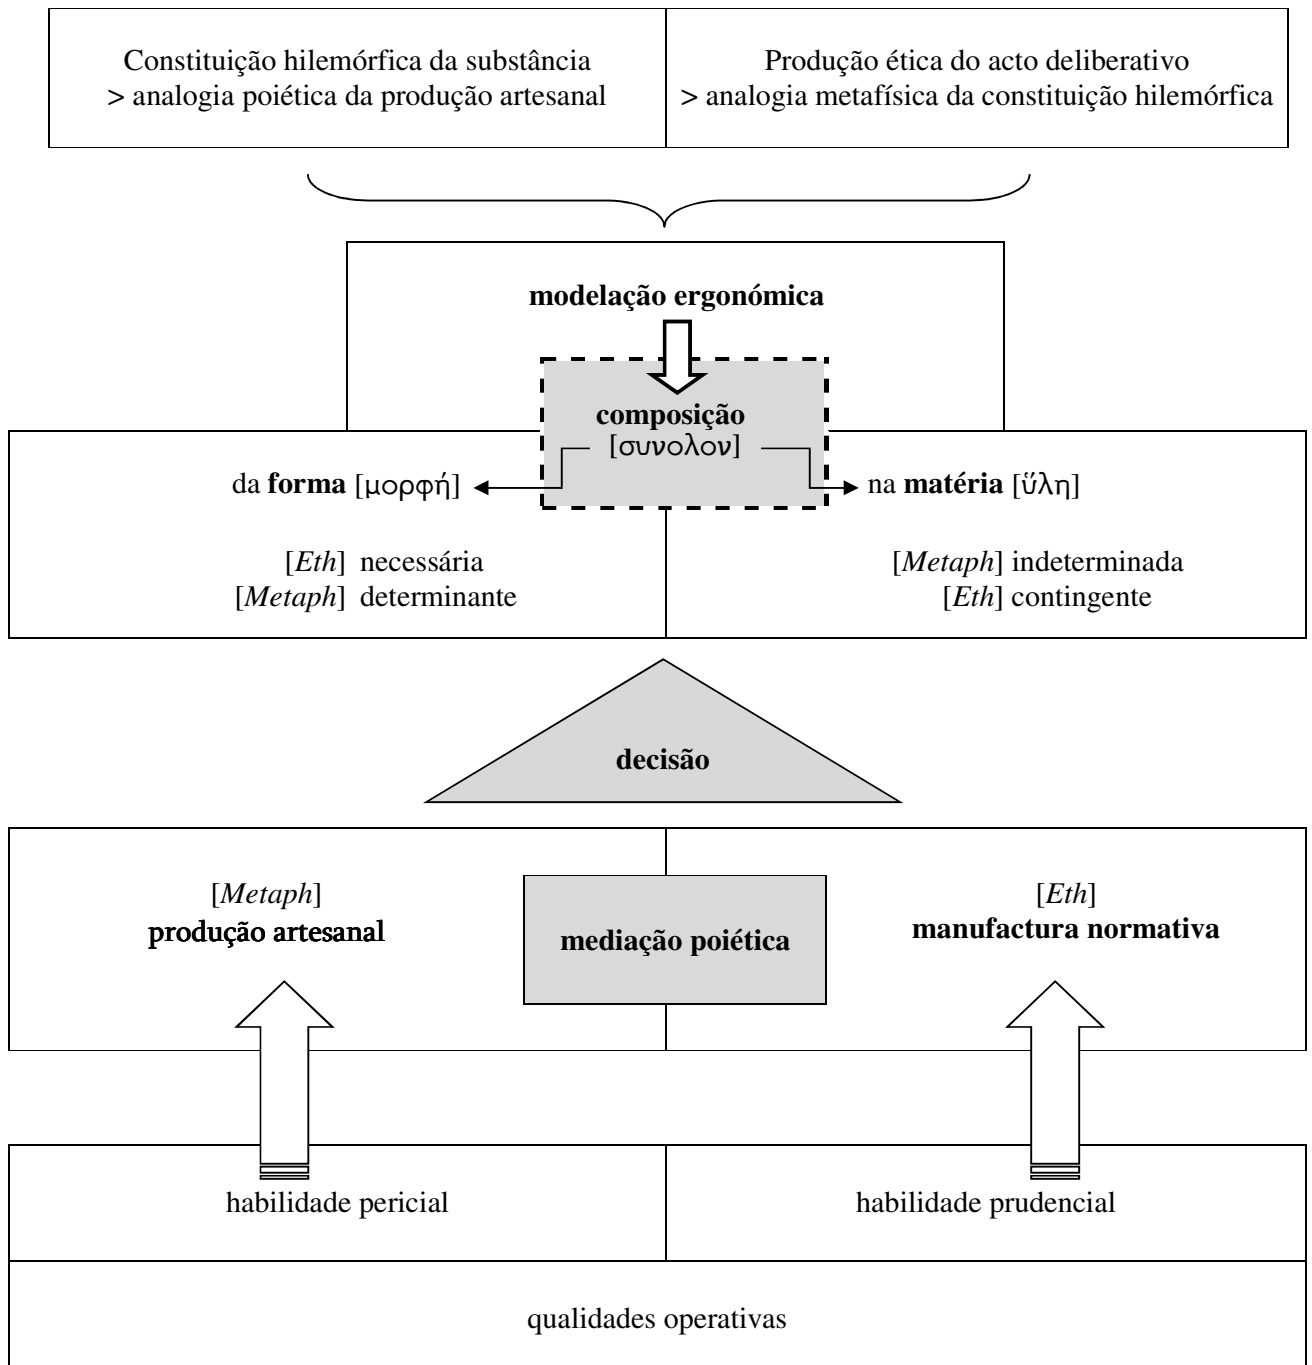 Constituição hilemórfica da substância
> analogia poiética da produção artesanal
Produção ética do acto deliberativo
> analogia metafísica da constituição hilemórfica
modelação ergonómica
composição
[συνολον]
da forma [μορφή]
na matéria [ὕλη]
[Eth] necessária
[Metaph] determinante
[Metaph] indeterminada
[Eth] contingente
decisão
[Metaph]
produção artesanal
mediação poiética
[Eth]
manufactura normativa
habilidade pericial
habilidade prudencial
qualidades operativas